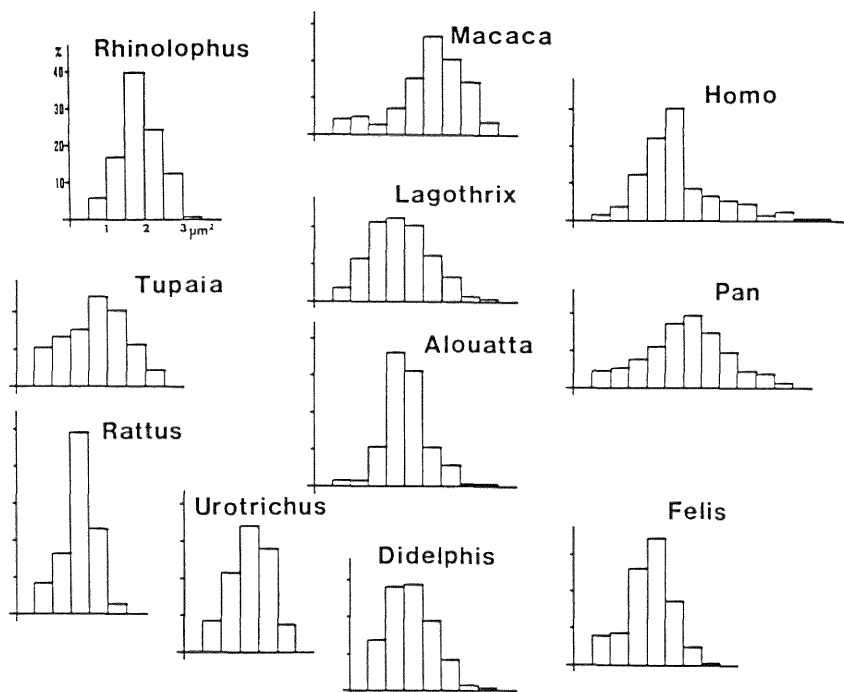 Rhinolophus
%
40
30
20
10
1 2 3 µm²
Macaca
Homo
Lagothrix
Tupaia
Pan
Alouatta
Rattus
Urotrichus
Didelphis
Felis